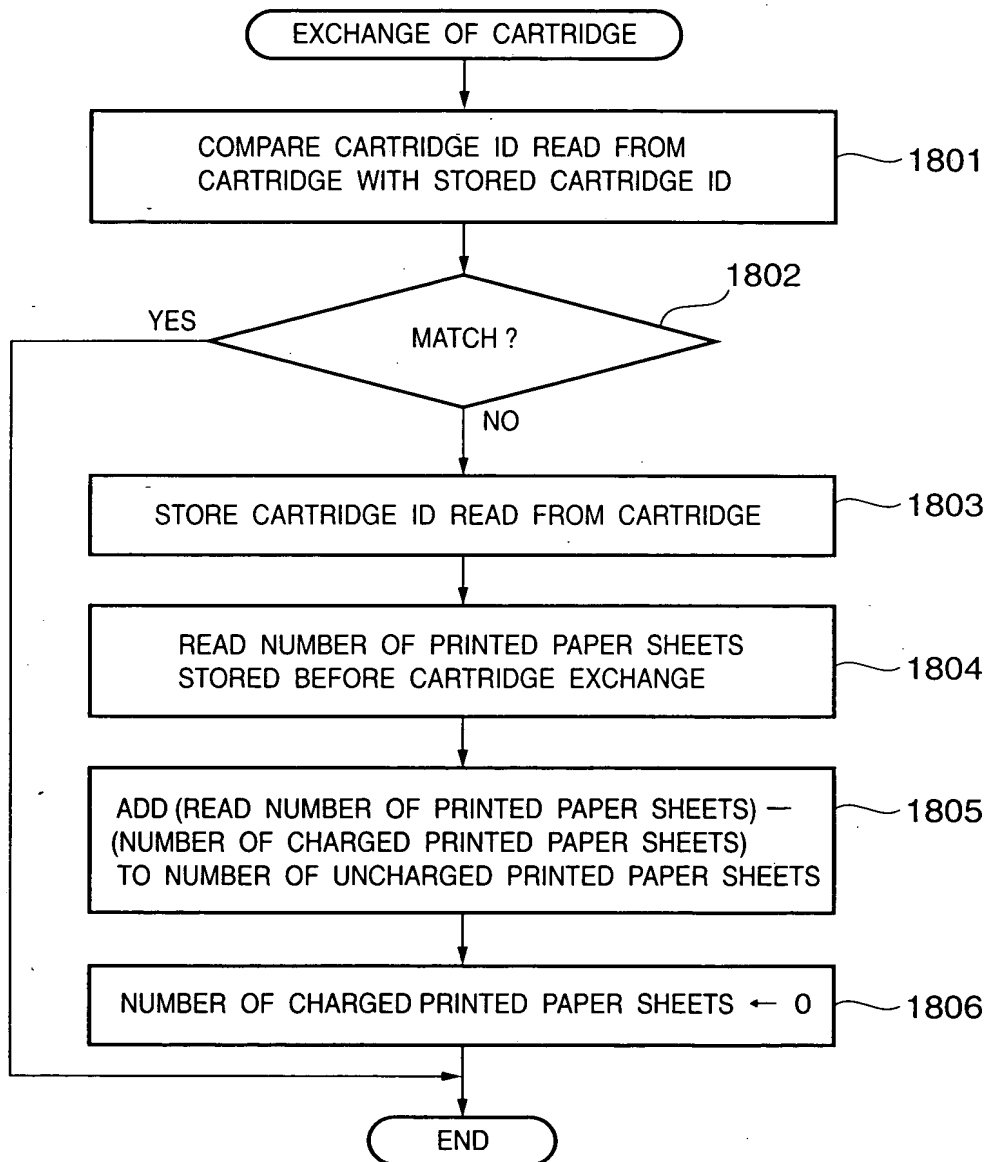 EXCHANGE OF CARTRIDGE
COMPARE CARTRIDGE ID READ FROM
CARTRIDGE WITH STORED CARTRIDGE ID
1801
1802
YES
MATCH ?
NO
STORE CARTRIDGE ID READ FROM CARTRIDGE
1803
READ NUMBER OF PRINTED PAPER SHEETS
STORED BEFORE CARTRIDGE EXCHANGE
1804
ADD (READ NUMBER OF PRINTED PAPER SHEETS) —
(NUMBER OF CHARGED PRINTED PAPER SHEETS)
TO NUMBER OF UNCHARGED PRINTED PAPER SHEETS
1805
NUMBER OF CHARGED PRINTED PAPER SHEETS ← 0
1806
END